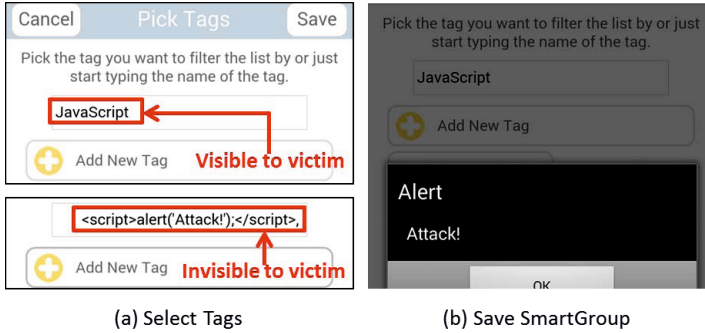 Cancel
Pick Tags
Save
Pick the tag you want to filter the list by or just
start typing the name of the tag.
JavaScript
Add New Tag
Visible to victim
<script>alert('Attack!');</script>,
Add New Tag
Invisible to victim
(a) Select Tags
Pick the tag you want to filter the list by or just
start typing the name of the tag.
JavaScript
Add New Tag
Alert
Attack!
OK
(b) Save SmartGroup